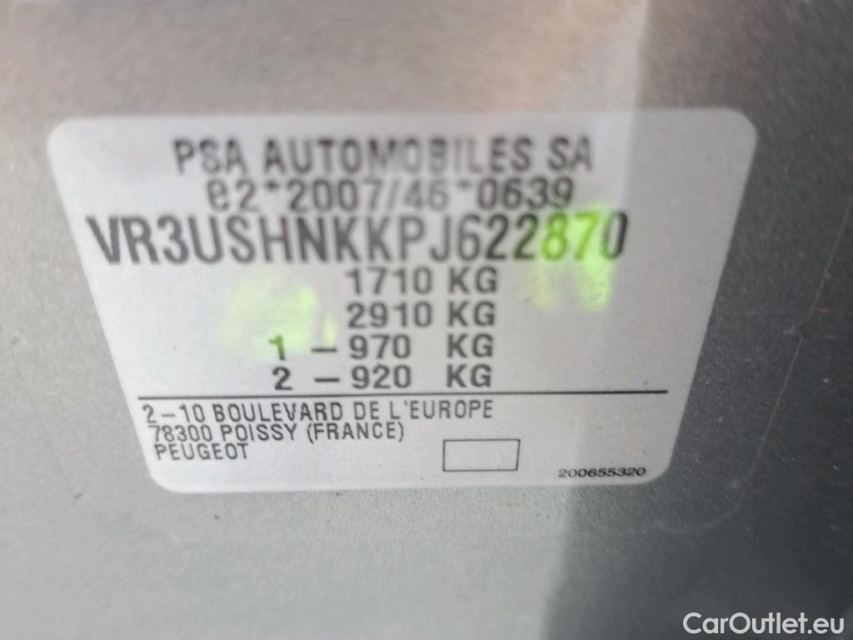 PSA AUTOMOBILES SA
e2*2007/46*0639
VR3USHNKKPJ622870
1710 KG
2910 KG
1 – 970 KG
2 – 920 KG
2-10 BOULEVARD DE L'EUROPE
78300 POISSY (FRANCE)
PEUGEOT
200655320
CarOutlet.eu